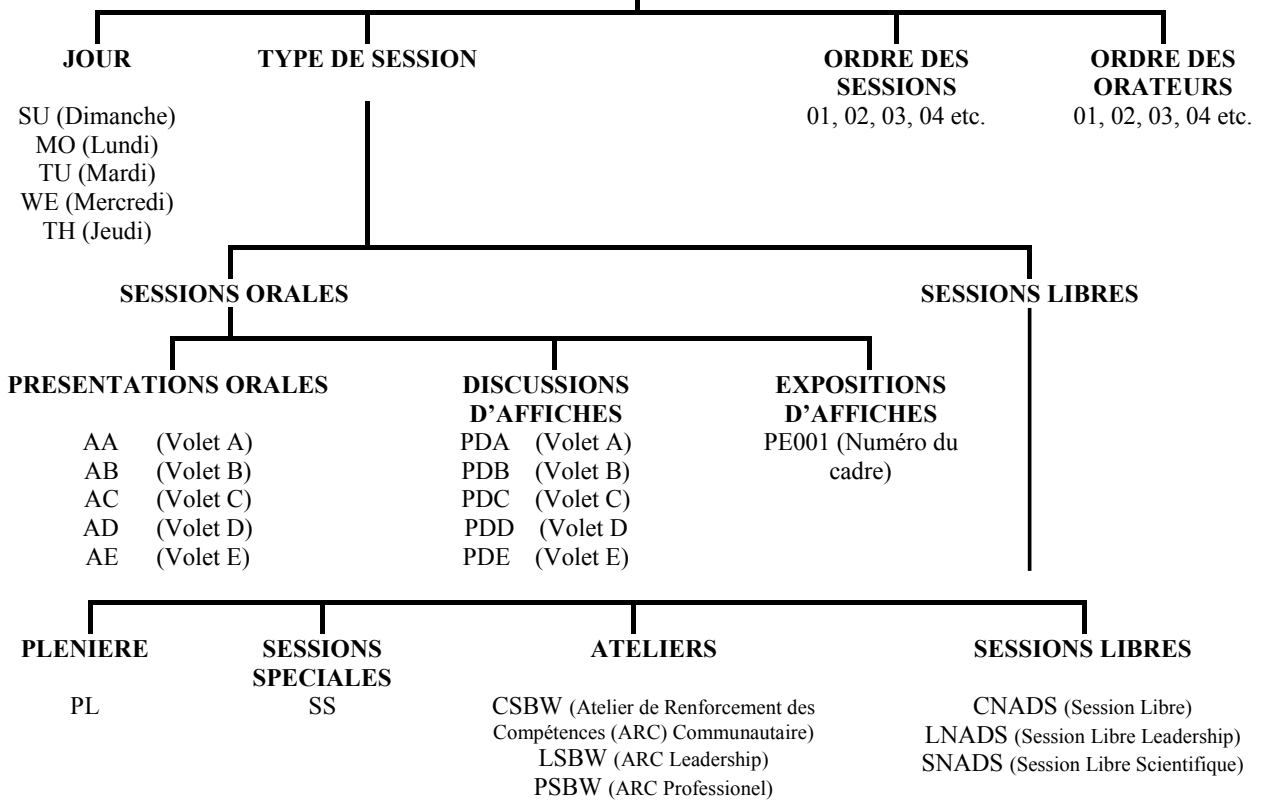 JOUR
SU (Dimanche)
MO (Lundi)
TU (Mardi)
WE (Mercredi)
TH (Jeudi)
TYPE DE SESSION
ORDRE DES
SESSIONS
01, 02, 03, 04 etc.
ORDRE DES
ORATEURS
01, 02, 03, 04 etc.
SESSIONS ORALES
SESSIONS LIBRES
PRESENTATIONS ORALES
AA (Volet A)
AB (Volet B)
AC (Volet C)
AD (Volet D)
AE (Volet E)
DISCUSSIONS
D’AFFICHES
PDA (Volet A)
PDB (Volet B)
PDC (Volet C)
PDD (Volet D
PDE (Volet E)
EXPOSITIONS
D’AFFICHES
PE001 (Numéro du
cadre)
PLENIERE
PL
SESSIONS
SPECIALES
SS
ATELIERS
CSBW (Atelier de Renforcement des
Compétences (ARC) Communautaire)
LSBW (ARC Leadership)
PSBW (ARC Professionel)
SESSIONS LIBRES
CNADS (Session Libre)
LNADS (Session Libre Leadership)
SNADS (Session Libre Scientifique)